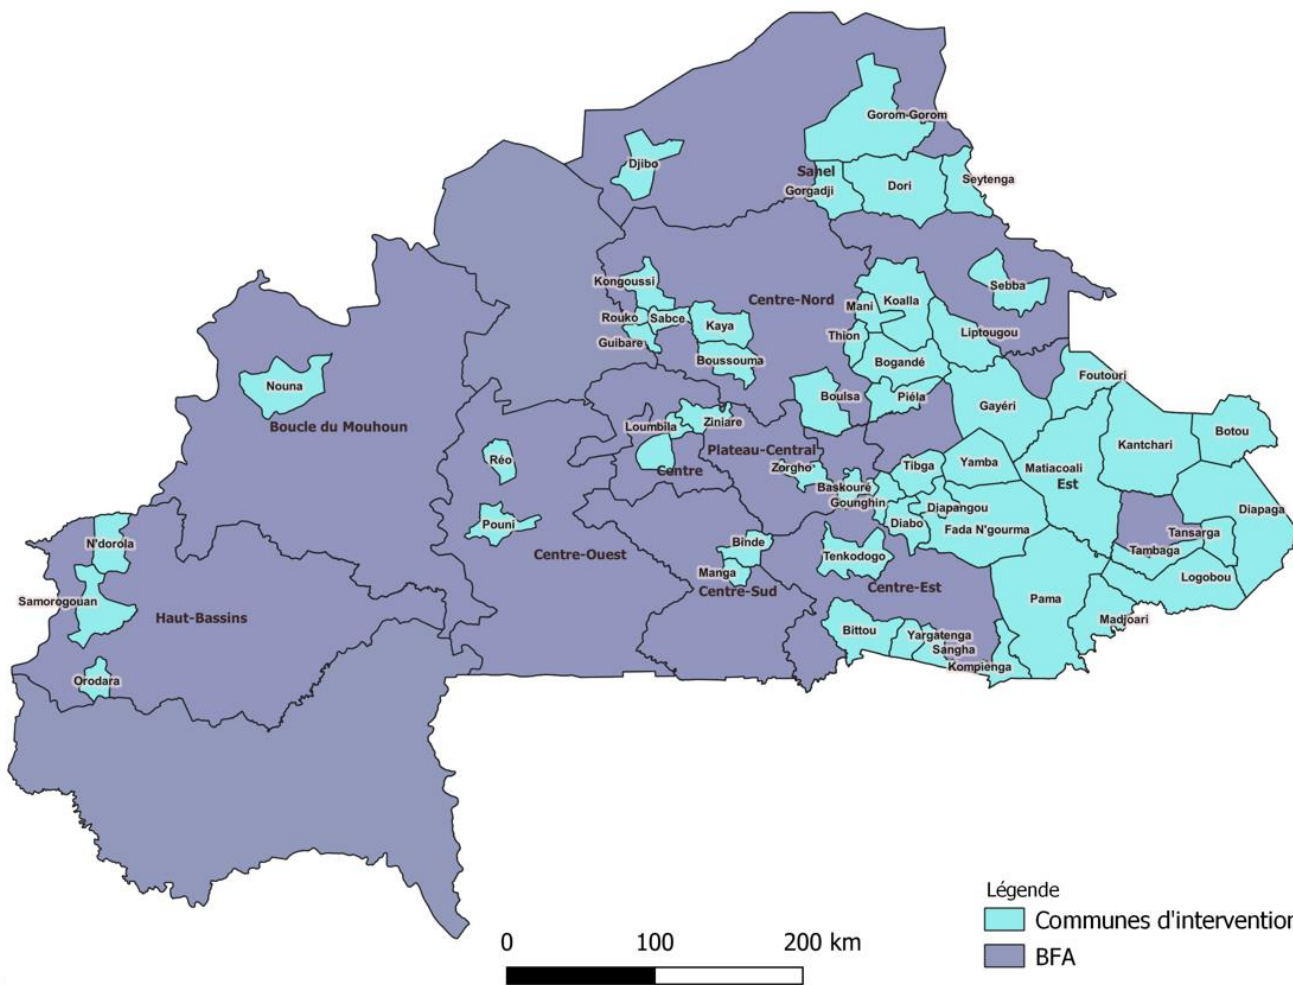 Gorom-Gorom
Djibo
Sahel
Seytenga
Gorgadji
Dori
Kongoussi
Sebba
Centre-Nord
Mani
Koalla
Rouko
Sabce
Kaya
Thion
Liptougou
Guibare
Boussouma
Bogandé
Foutouri
Nouna
Boulsa
Piéla
Gayéri
Boucle du Mouhoun
Loumbila
Ziniare
Kantchari
Botou
Plateau-Central
Réo
Centre
Zorgho
Tibga
Yamba
Matiacoali
Est
Baskouré
Gounghin
Diapangou
Diapaga
Pouni
Diabo
Fada N'gourma
Tansarga
N'dorola
Centre-Ouest
Binde
Tenkodogo
Tambaga
Manga
Logobou
Samorogouan
Centre-Sud
Centre-Est
Pama
Haut-Bassins
Madjoari
Bittou
Yargatenga
Sangha
Kompienga
Orodara
Légende
Communes d'intervention
BFA
0 100 200 km